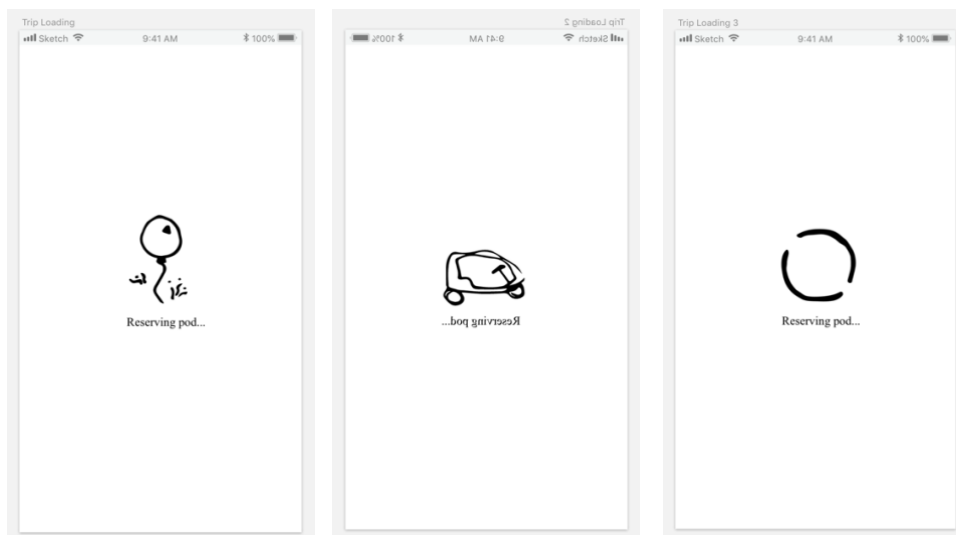 Trip Loading
Sketch 9:41 AM 100%
Reserving pod...
Trip Loading 2
Sketch 9:41 AM 100%
Reserving pod...
Trip Loading 3
Sketch 9:41 AM 100%
Reserving pod...